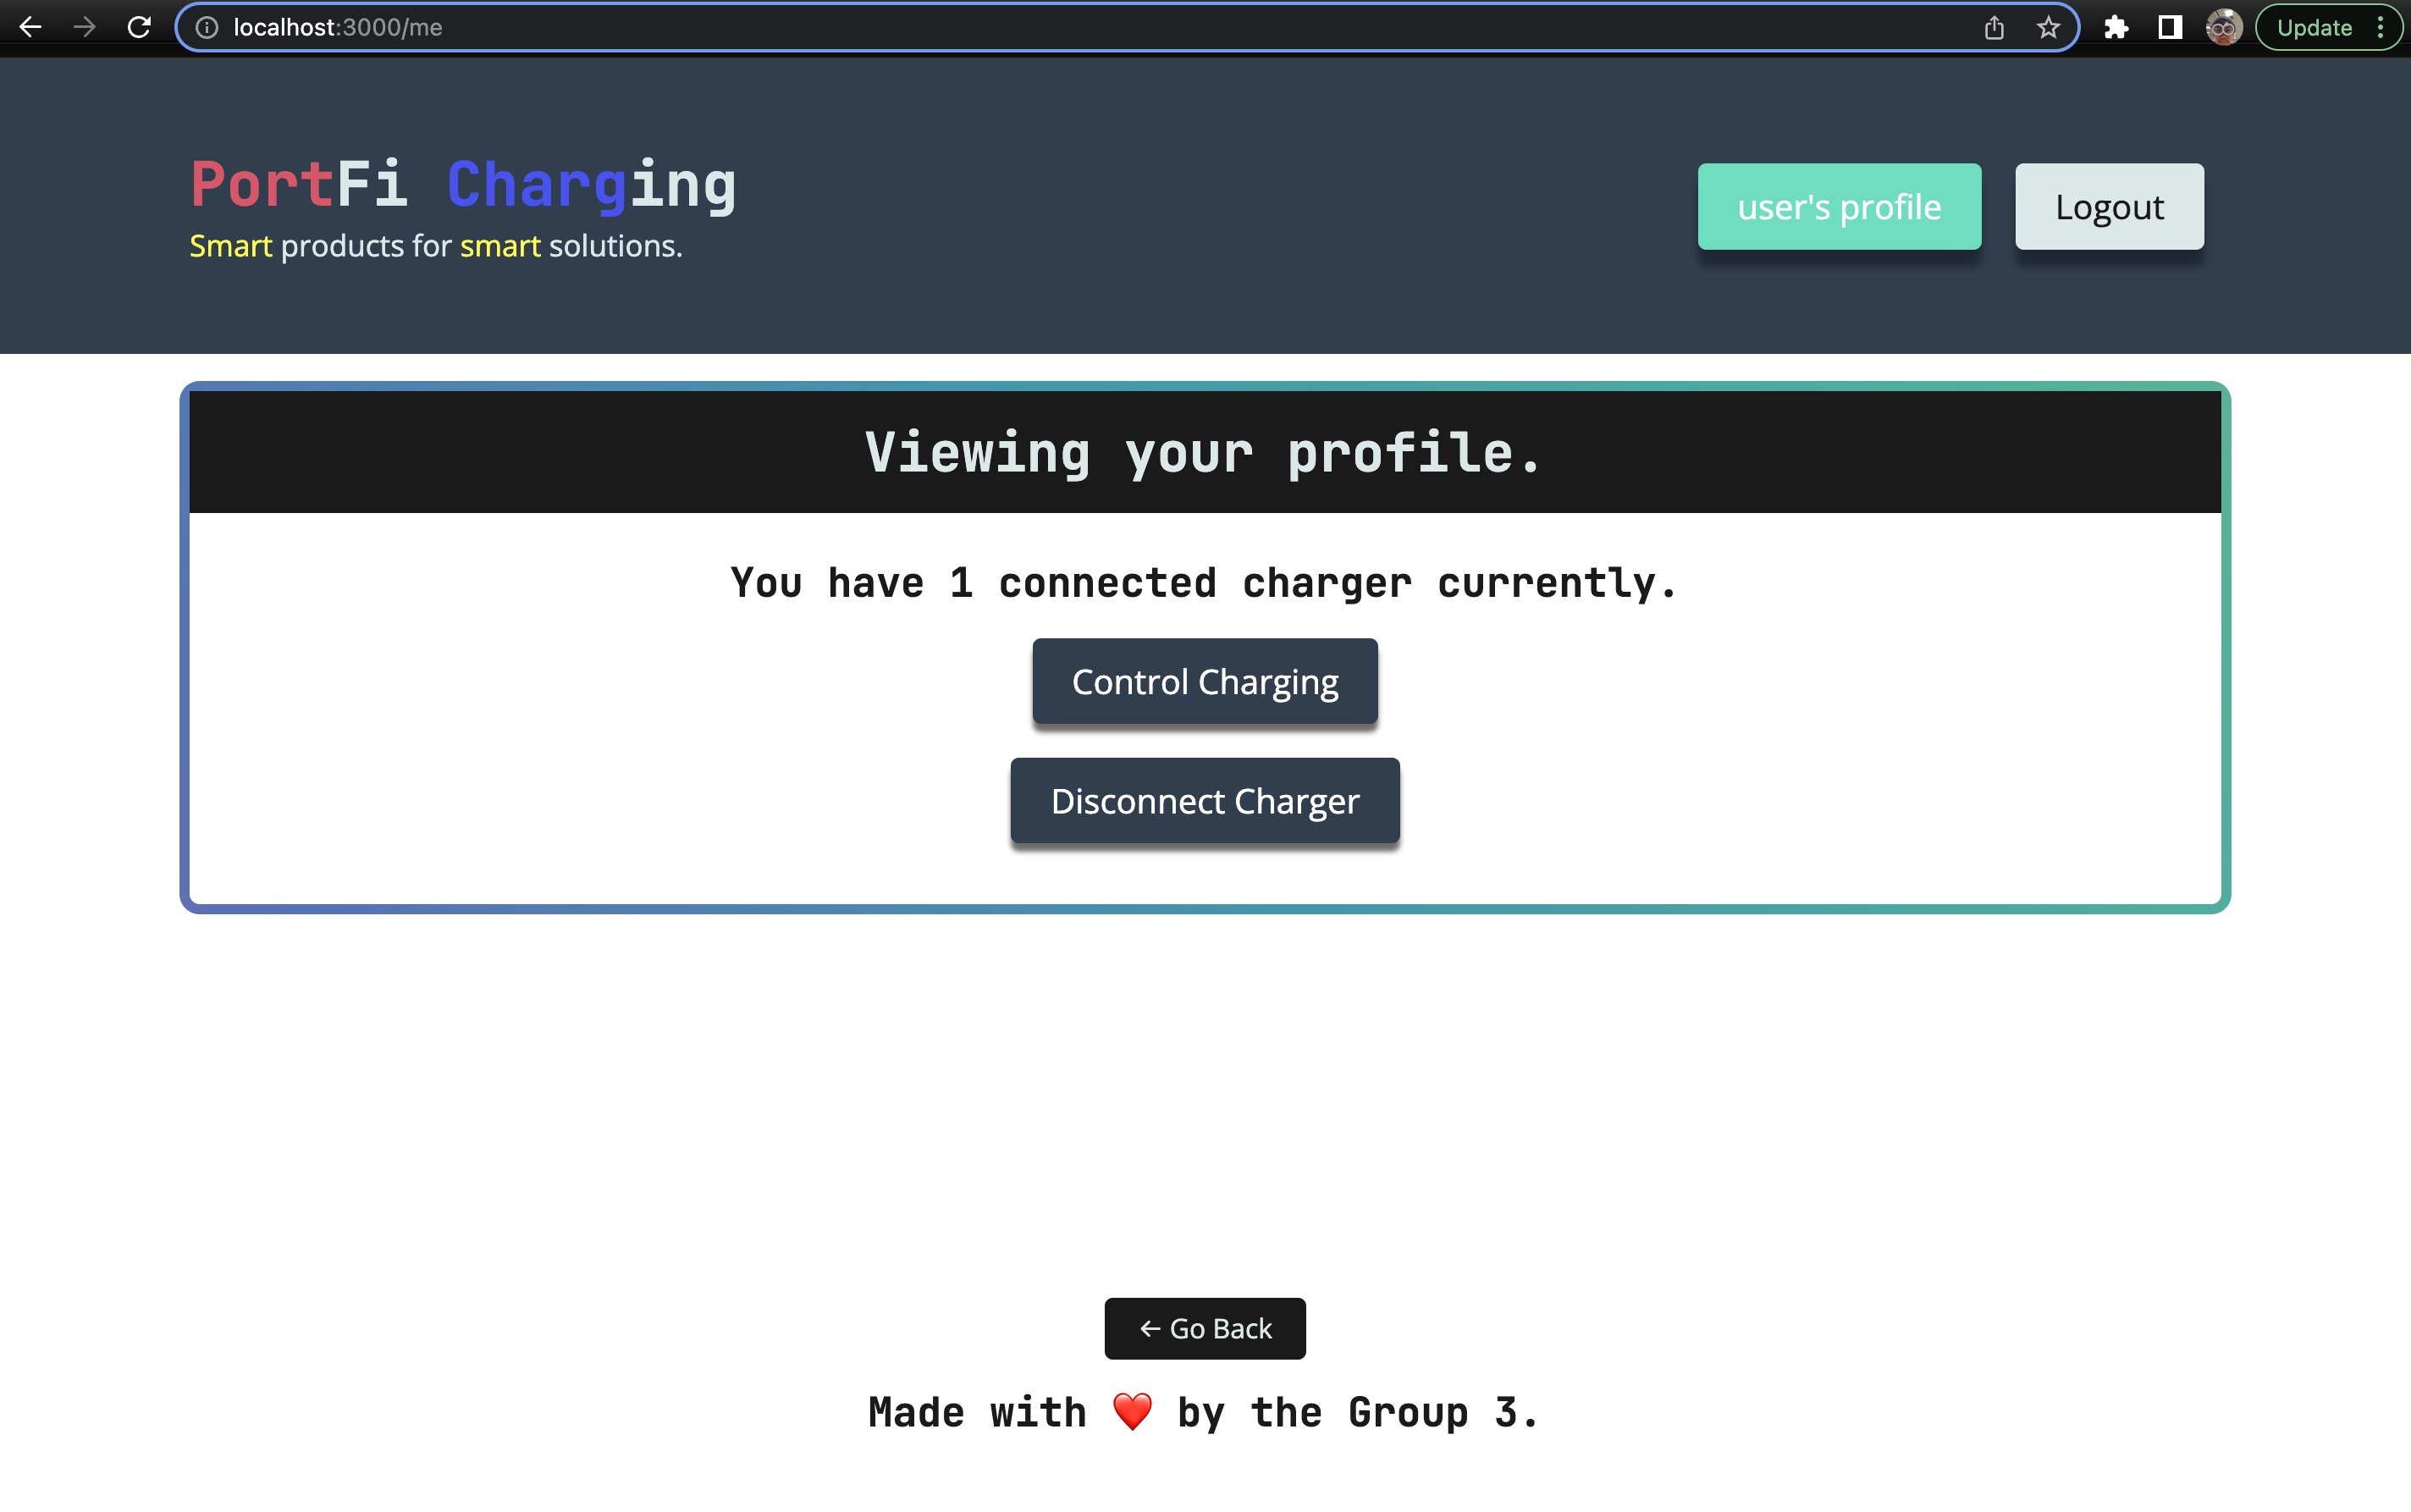 localhost:3000/me
Update
PortFi Charging
Smart products for smart solutions.
user's profile
Logout
Viewing your profile.
You have 1 connected charger currently.
Control Charging
Disconnect Charger
← Go Back
Made with ❤️ by the Group 3.